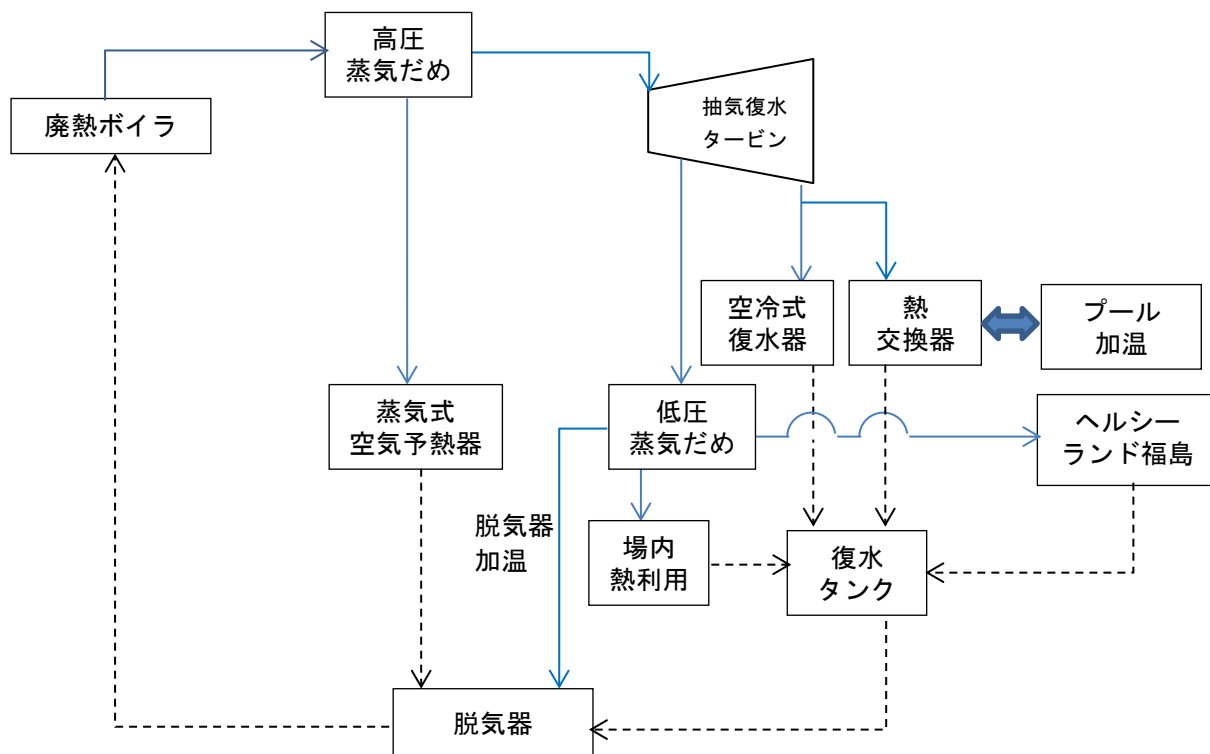 高圧
蒸気だめ
廃熱ボイラ
抽気復水
タービン
空冷式
復水器
熱
交換器
プール
加温
蒸気式
空気予熱器
低圧
蒸気だめ
ヘルシー
ランド福島
脱気器
加温
場内
熱利用
復水
タンク
脱気器